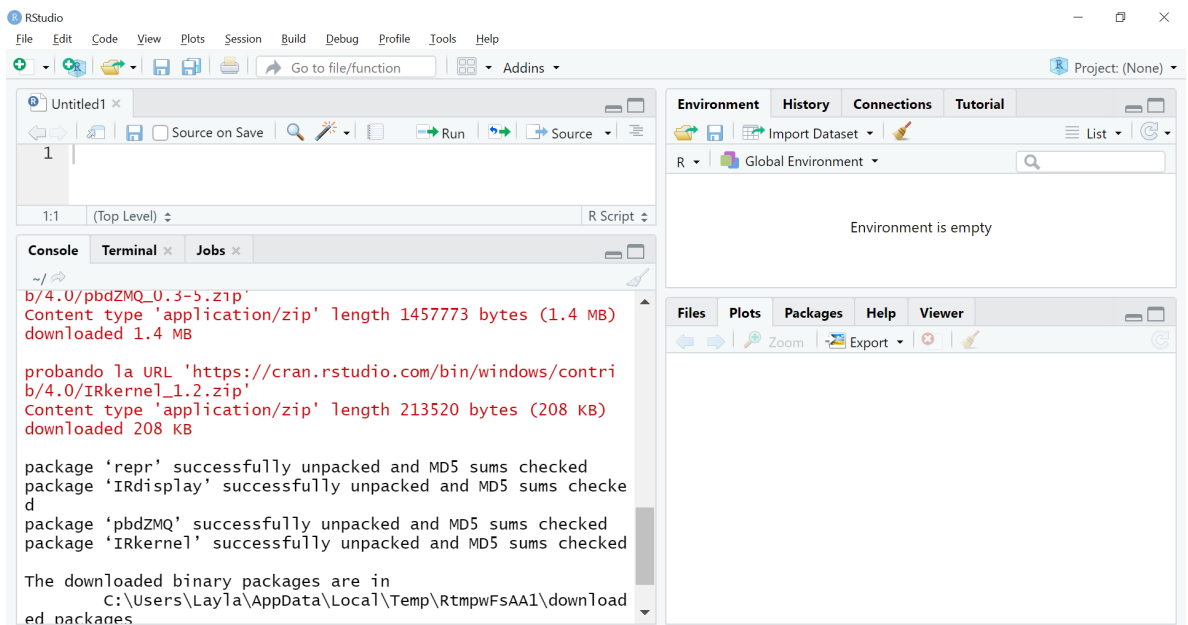 RStudio
File Edit Code View Plots Session Build Debug Profile Tools Help
Go to file/function Addins Project: (None)
Untitled1
Source on Save Run Source
1
1:1 (Top Level) R Script
Console Terminal Jobs
~/
b/4.0/pbdZMQ_0.3-5.zip'
Content type 'application/zip' length 1457773 bytes (1.4 MB)
downloaded 1.4 MB
probando la URL 'https://cran.rstudio.com/bin/windows/contri
b/4.0/IRkernel_1.2.zip'
Content type 'application/zip' length 213520 bytes (208 KB)
downloaded 208 KB
package ‘repr’ successfully unpacked and MD5 sums checked
package ‘IRdisplay’ successfully unpacked and MD5 sums checke
d
package ‘pbdZMQ’ successfully unpacked and MD5 sums checked
package ‘IRkernel’ successfully unpacked and MD5 sums checked
The downloaded binary packages are in
C:\Users\Layla\AppData\Local\Temp\RtmpwFsAA1\download
ed_packages
Environment History Connections Tutorial
Import Dataset List
R Global Environment
Environment is empty
Files Plots Packages Help Viewer
Zoom Export